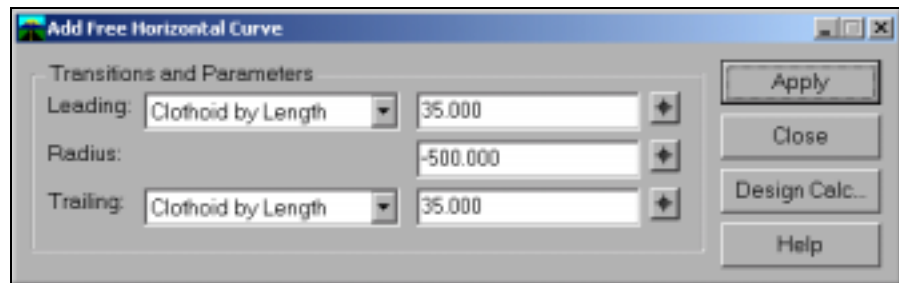 Add Free Horizontal Curve
Transitions and Parameters
Leading: Clothoid by Length 35.000
Radius: -500.000
Trailing: Clothoid by Length 35.000
Apply
Close
Design Calc...
Help